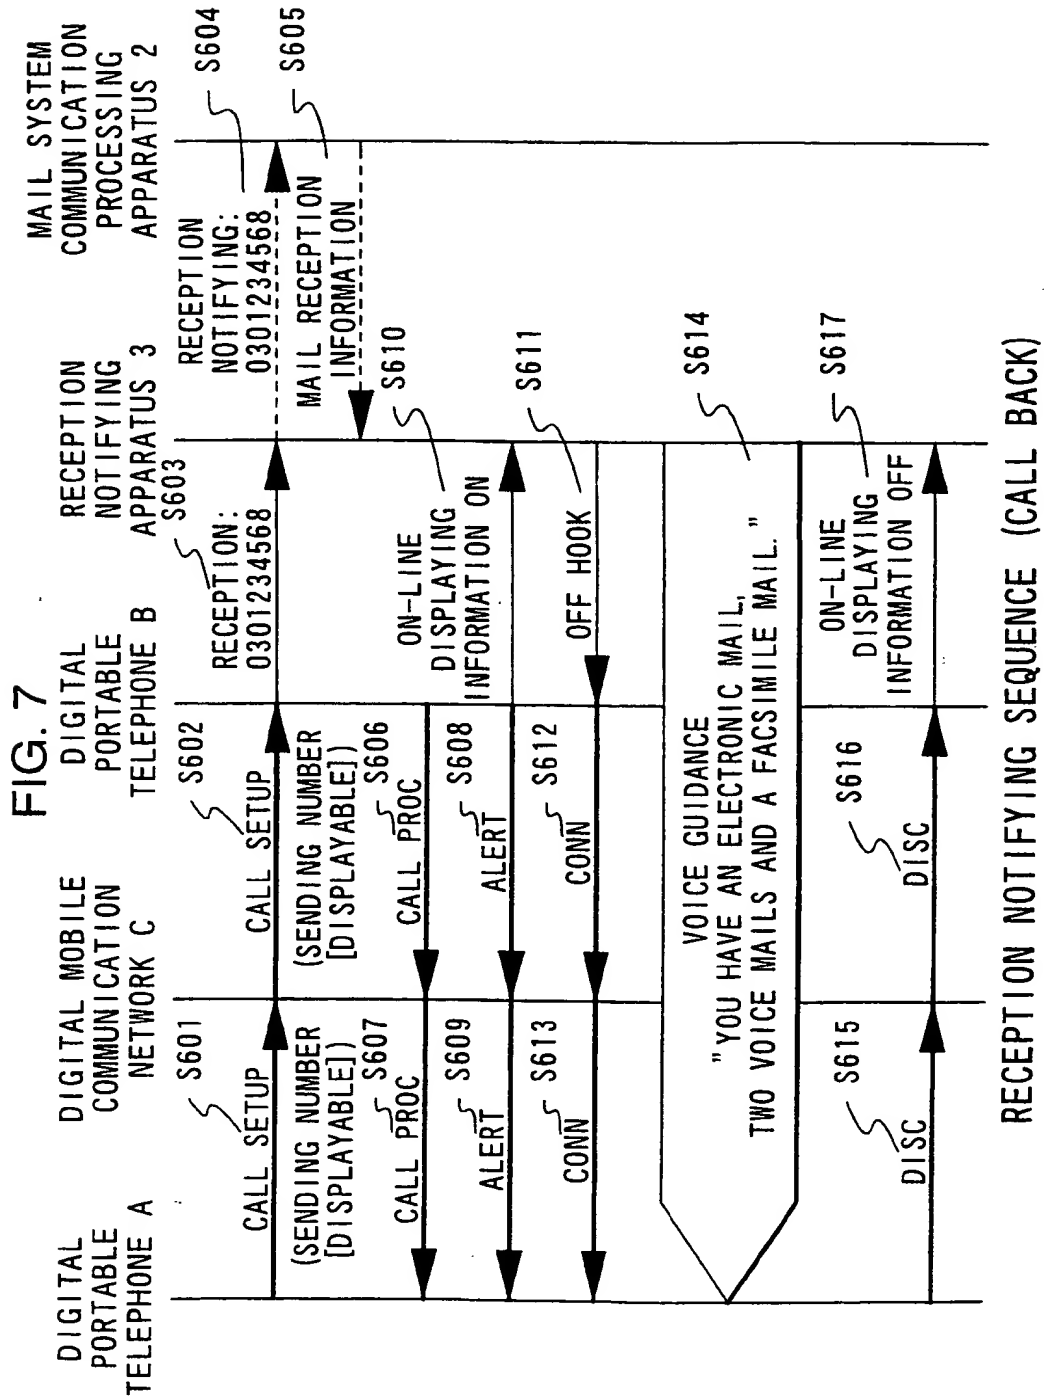 FIG. 7
DIGITAL
PORTABLE
TELEPHONE A
DIGITAL MOBILE
COMMUNICATION
NETWORK C
DIGITAL
PORTABLE
TELEPHONE B
RECEPTION
NOTIFYING
APPARATUS 3
MAIL SYSTEM
COMMUNICATION
PROCESSING
APPARATUS 2
S601
CALL SETUP
(SENDING NUMBER
[DISPLAYABLE])
S602
CALL SETUP
(SENDING NUMBER
[DISPLAYABLE])
S603
RECEPTION:
0301234568
RECEPTION
NOTIFYING:
0301234568
S604
MAIL RECEPTION
INFORMATION
S605
S607
CALL PROC
S606
CALL PROC
S609
ALERT
S608
ALERT
ON-LINE
DISPLAYING
INFORMATION ON
S610
S613
CONN
S612
CONN
OFF HOOK
S611
VOICE GUIDANCE
"YOU HAVE AN ELECTRONIC MAIL,
TWO VOICE MAILS AND A FACSIMILE MAIL."
S614
S615
DISC
S616
DISC
ON-LINE
DISPLAYING
INFORMATION OFF
S617
RECEPTION NOTIFYING SEQUENCE (CALL BACK)